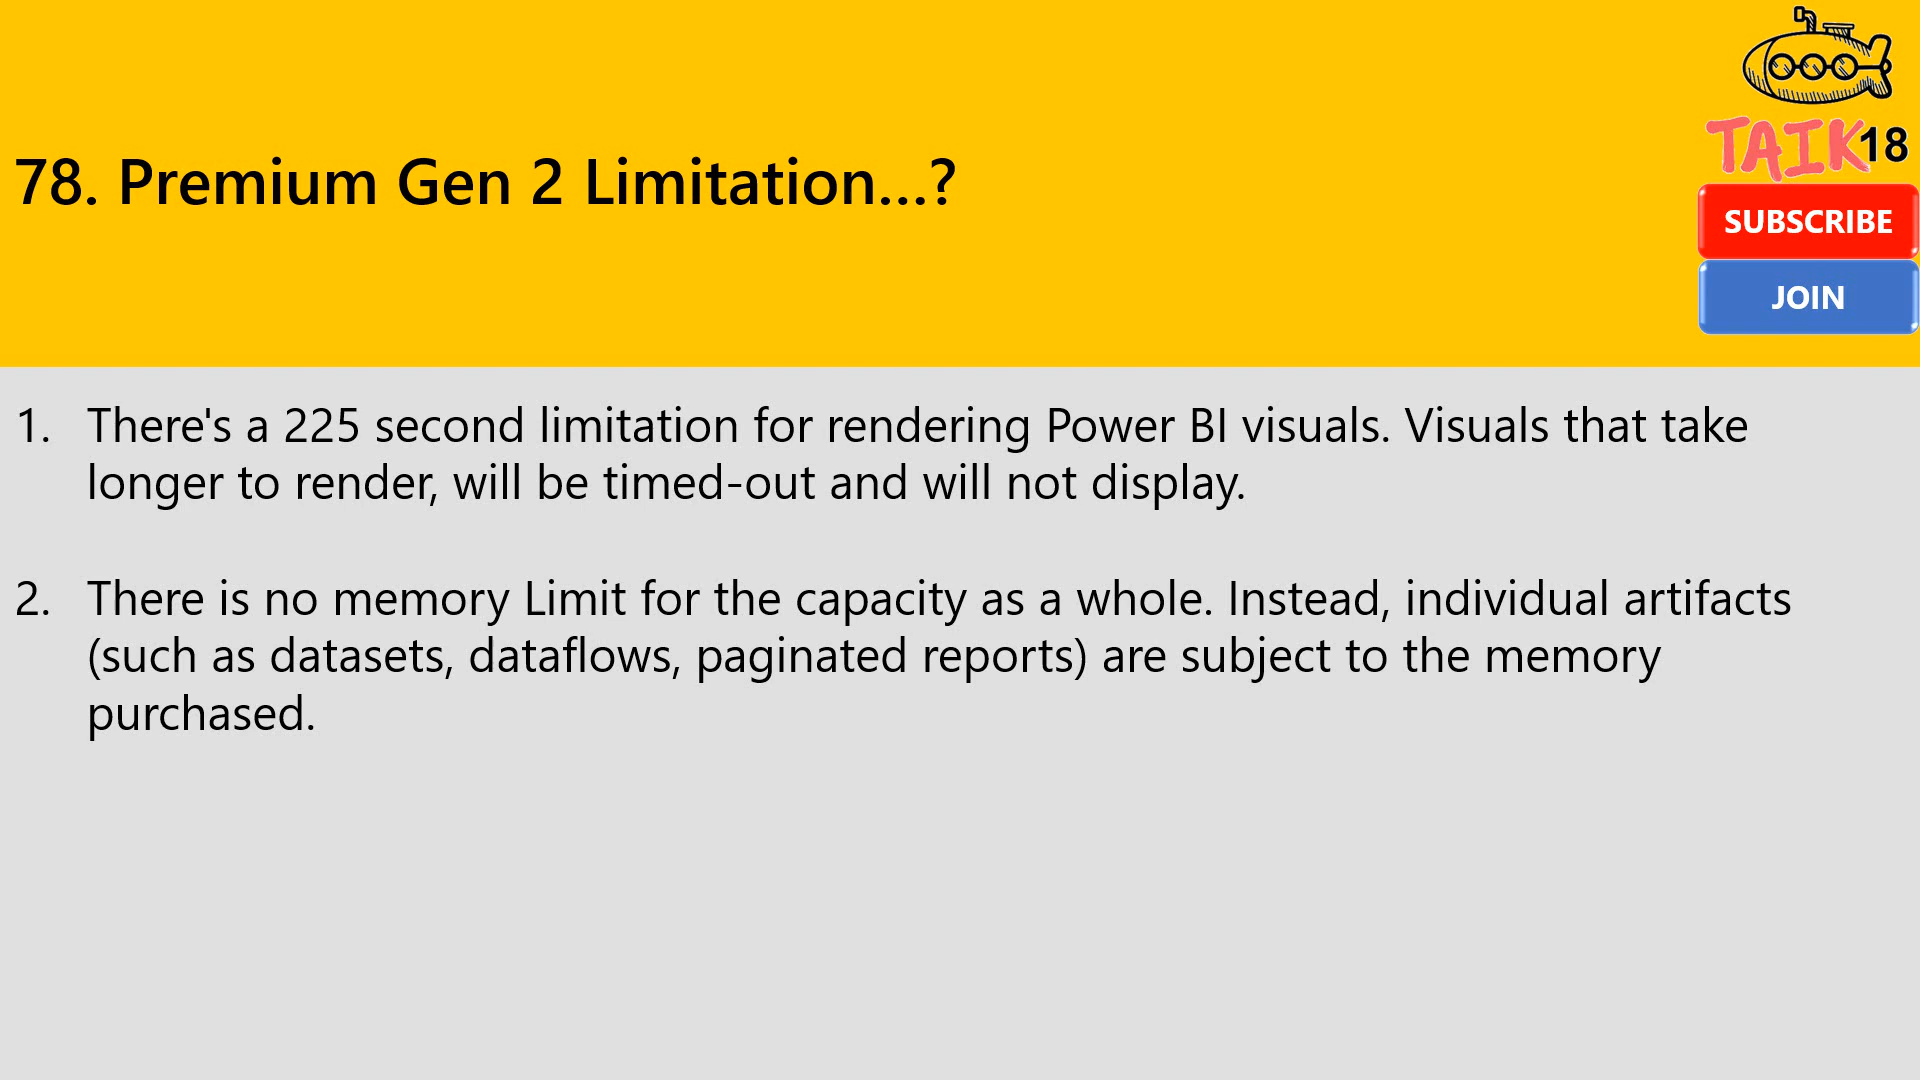 78. Premium Gen 2 Limitation...?
TAIK18
SUBSCRIBE
JOIN
1. There's a 225 second limitation for rendering Power BI visuals. Visuals that take
longer to render, will be timed-out and will not display.
2. There is no memory Limit for the capacity as a whole. Instead, individual artifacts
(such as datasets, dataflows, paginated reports) are subject to the memory
purchased.